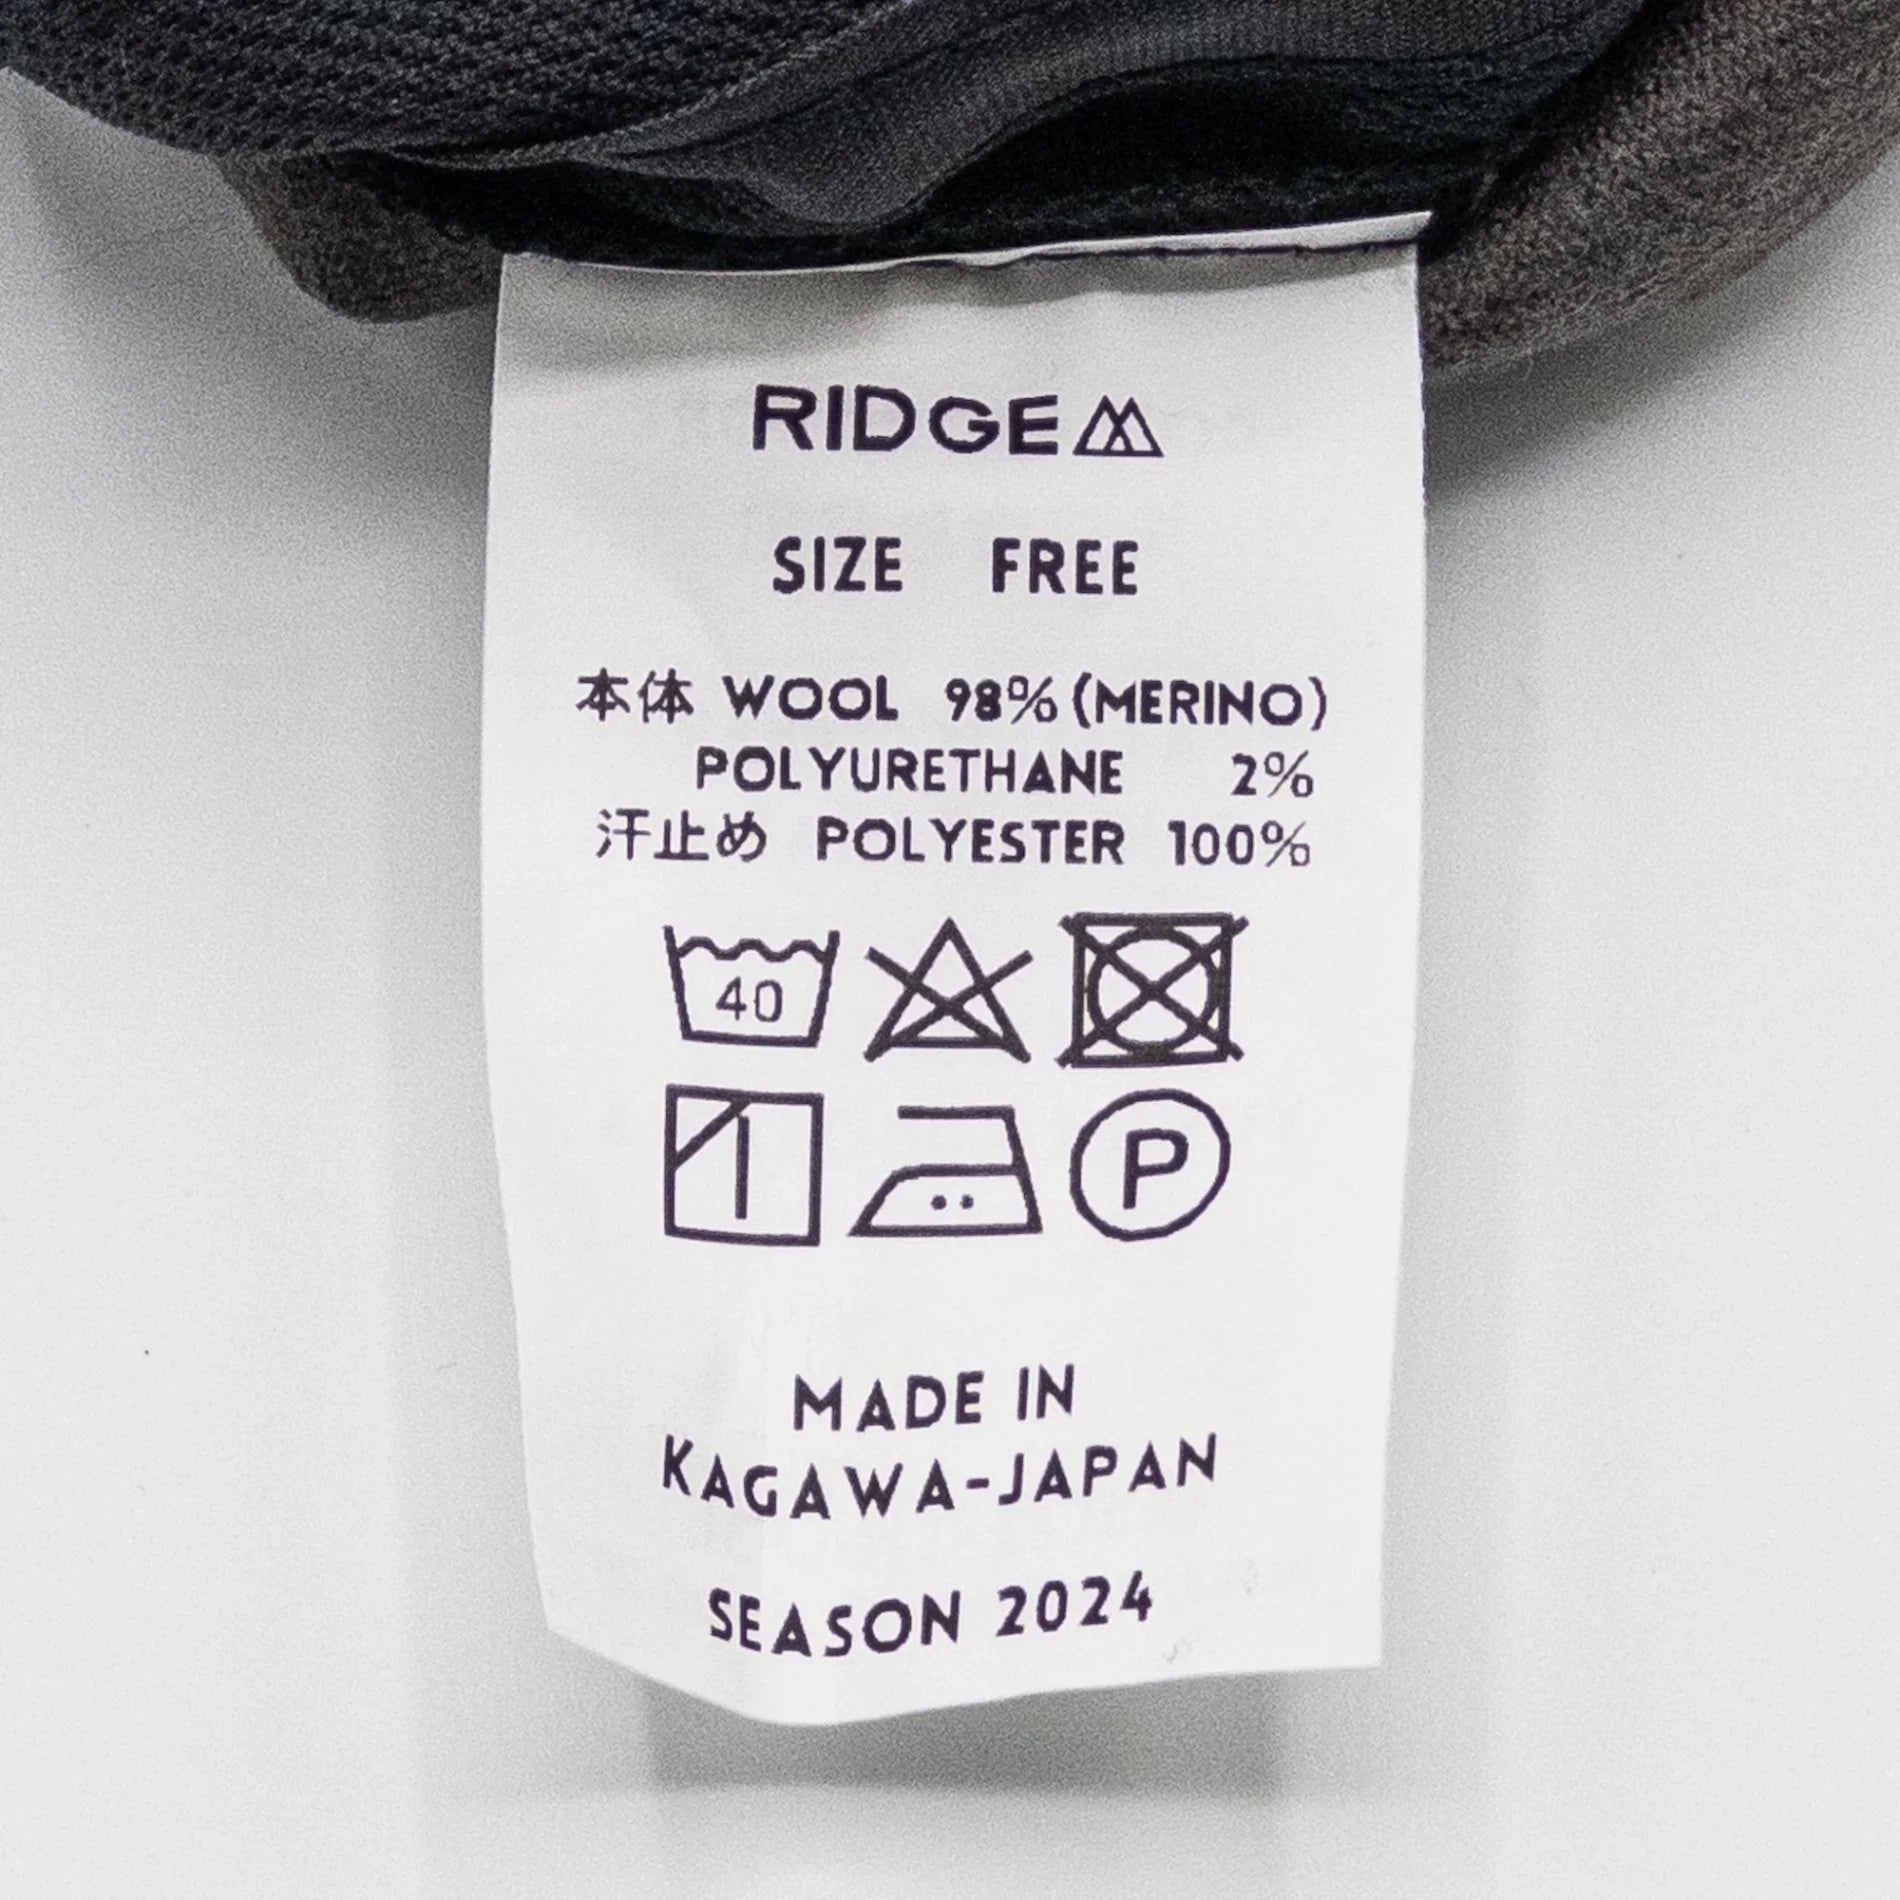 RIDGE
SIZE FREE
本体 WOOL 98% (MERINO)
POLYURETHANE 2%
汗止め POLYESTER 100%
40
P
MADE IN
KAGAWA-JAPAN
SEASON 2024